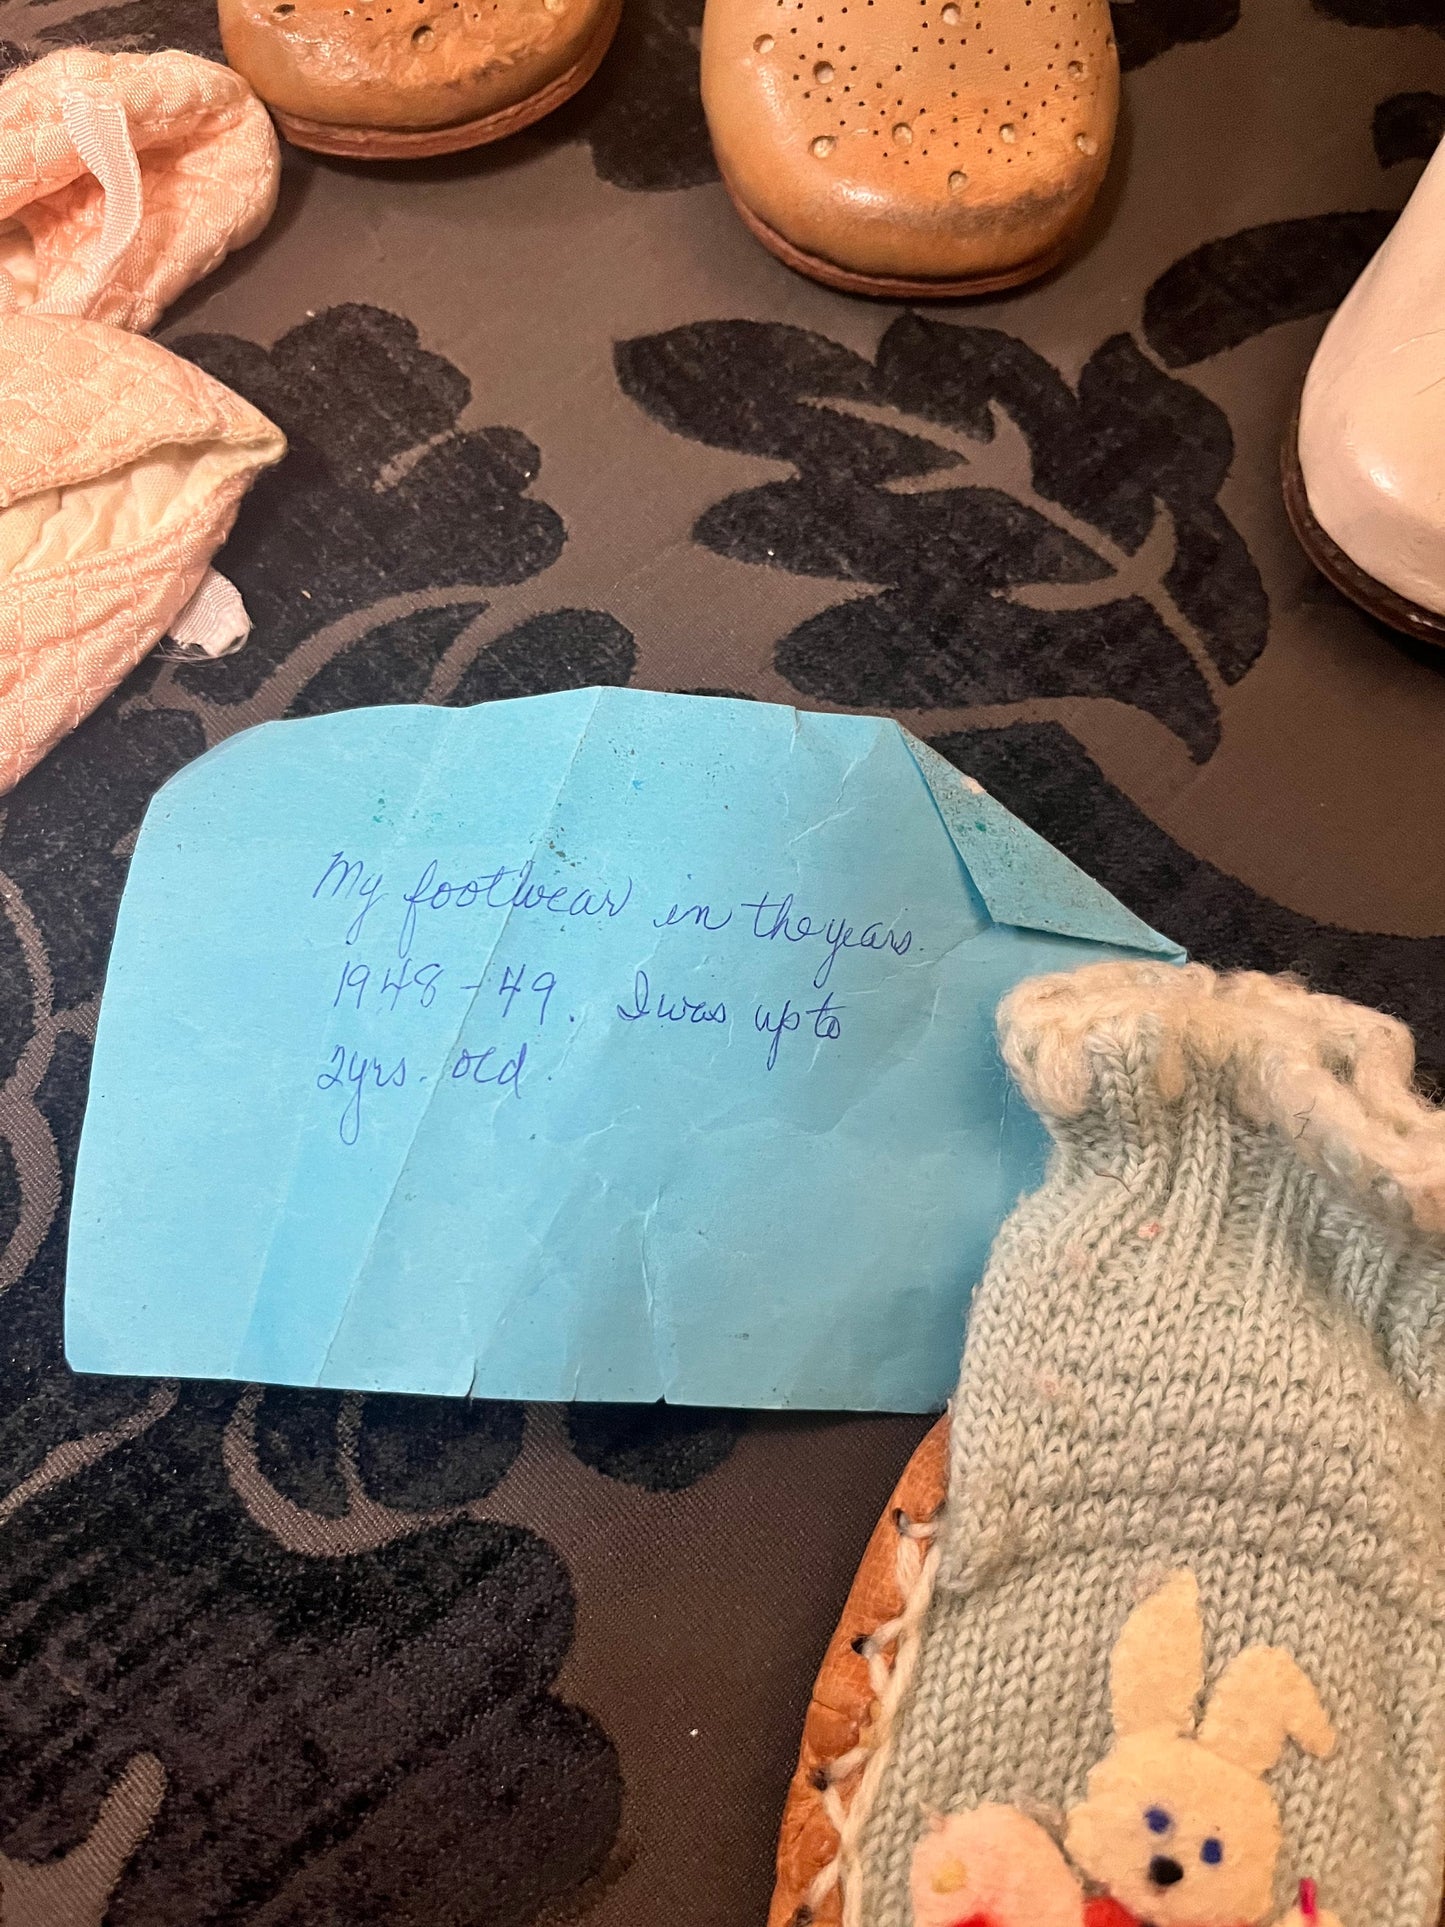 My footwear in the years.
1948-49. I was up to
2yrs. old.